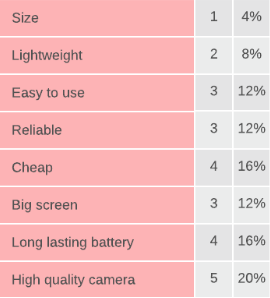 Size 1 4%
Lightweight 2 8%
Easy to use 3 12%
Reliable 3 12%
Cheap 4 16%
Big screen 3 12%
Long lasting battery 4 16%
High quality camera 5 20%